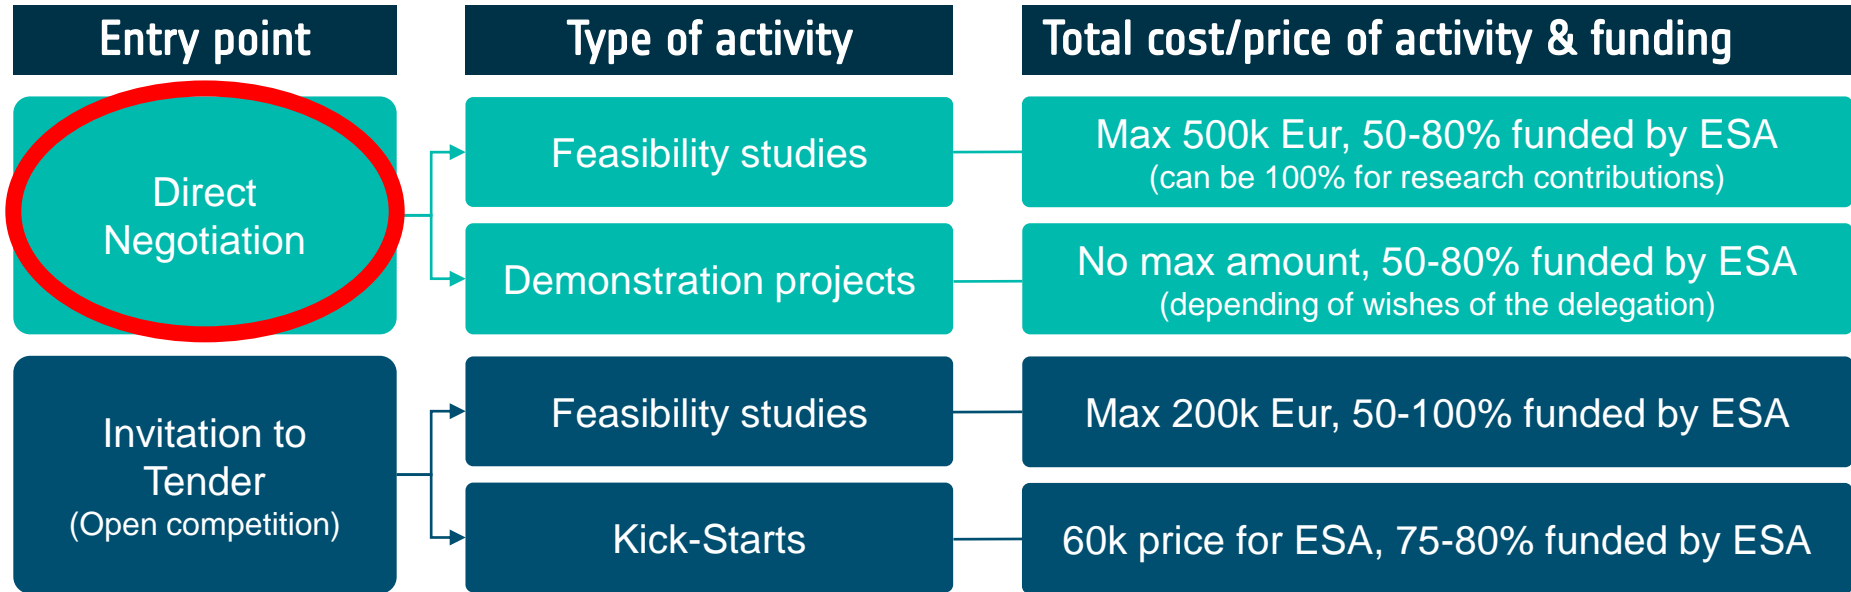 Entry point
Type of activity
Total cost/price of activity & funding
Direct
Negotiation
Feasibility studies
Max 500k Eur, 50-80% funded by ESA
(can be 100% for research contributions)
Demonstration projects
No max amount, 50-80% funded by ESA
(depending of wishes of the delegation)
Invitation to
Tender
(Open competition)
Feasibility studies
Max 200k Eur, 50-100% funded by ESA
Kick-Starts
60k price for ESA, 75-80% funded by ESA